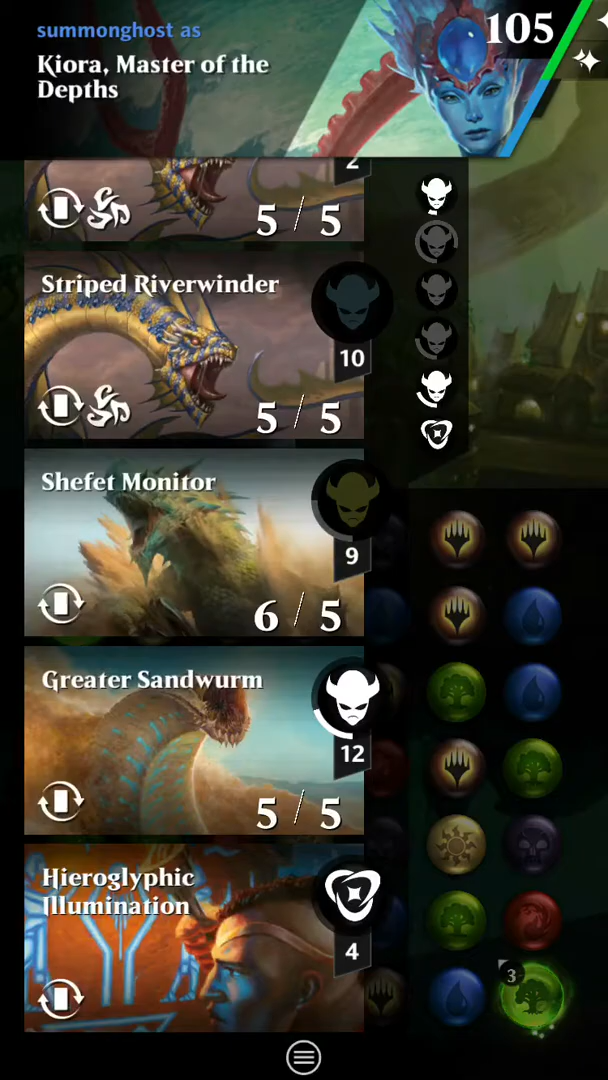 summonghost as
105
Kiora, Master of the
Depths
2
5 / 5
Striped Riverwinder
10
5 / 5
Shefet Monitor
9
6 / 5
Greater Sandwurm
12
5 / 5
Hieroglyphic
Illumination
4
3